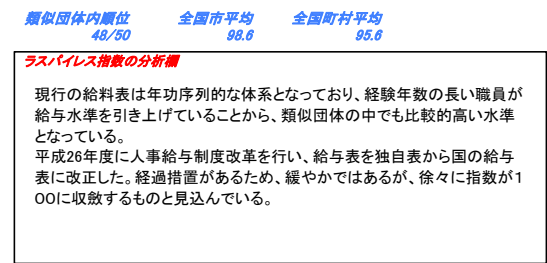 類似団体内順位 全国市平均 全国町村平均
48/50 98.6 95.6
ラスパイレス指数の分析欄
現行の給料表は年功序列的な体系となっており、経験年数の長い職員が
給与水準を引き上げていることから、類似団体の中でも比較的高い水準
となっている。
平成26年度に人事給与制度改革を行い、給与表を独自表から国の給与
表に改正した。経過措置があるため、緩やかではあるが、徐々に指数が1
00に収斂するものと見込んでいる。